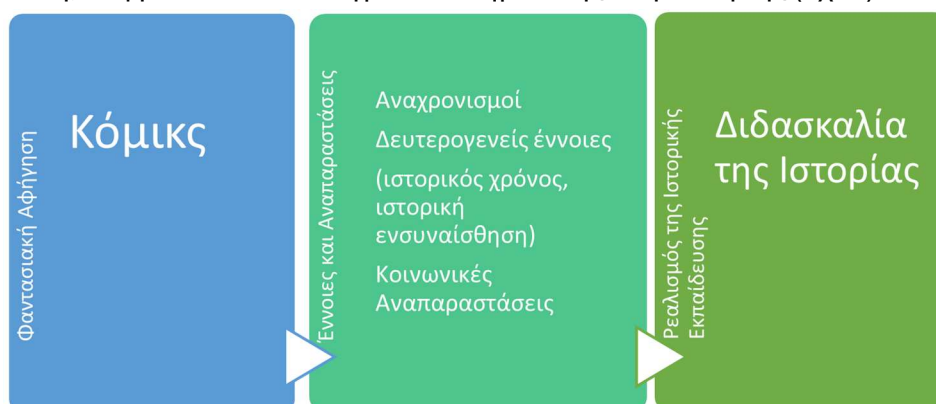 Φαντασιακή Αφήγηση
Κόμικς
Έννοιες και Αναπαραστάσεις
Αναχρονισμοί
Δευτερογενείς έννοιες
(ιστορικός χρόνος,
ιστορική
ενσυναίσθηση)
Κοινωνικές
Αναπαραστάσεις
Ρεαλισμός της Ιστορικής
Εκπαίδευσης
Διδασκαλία
της Ιστορίας